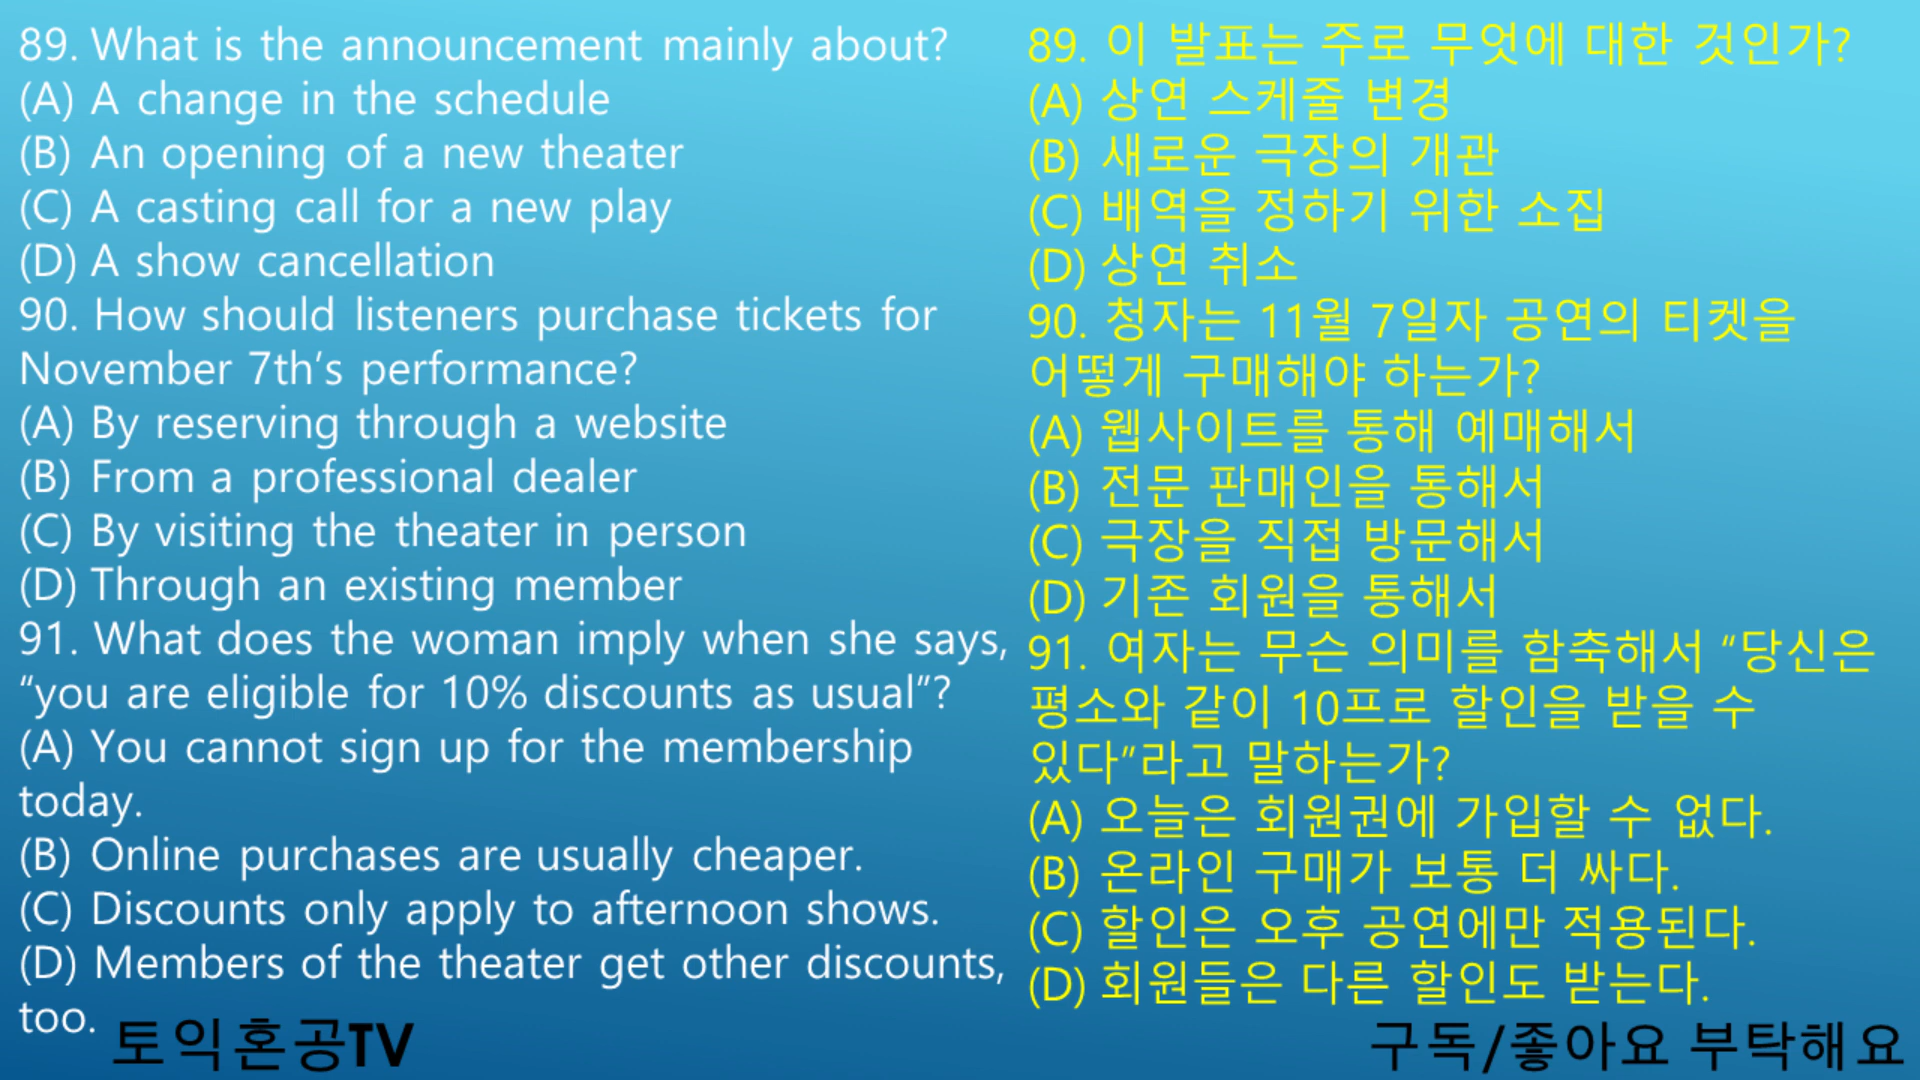 89. What is the announcement mainly about?
(A) A change in the schedule
(B) An opening of a new theater
(C) A casting call for a new play
(D) A show cancellation
90. How should listeners purchase tickets for
November 7th’s performance?
(A) By reserving through a website
(B) From a professional dealer
(C) By visiting the theater in person
(D) Through an existing member
91. What does the woman imply when she says,
“you are eligible for 10% discounts as usual”?
(A) You cannot sign up for the membership
today.
(B) Online purchases are usually cheaper.
(C) Discounts only apply to afternoon shows.
(D) Members of the theater get other discounts,
too.
89. 이 발표는 주로 무엇에 대한 것인가?
(A) 상연 스케줄 변경
(B) 새로운 극장의 개관
(C) 배역을 정하기 위한 소집
(D) 상연 취소
90. 청자는 11월 7일자 공연의 티켓을
어떻게 구매해야 하는가?
(A) 웹사이트를 통해 예매해서
(B) 전문 판매인을 통해서
(C) 극장을 직접 방문해서
(D) 기존 회원을 통해서
91. 여자는 무슨 의미를 함축해서 “당신은
평소와 같이 10프로 할인을 받을 수
있다”라고 말하는가?
(A) 오늘은 회원권에 가입할 수 없다.
(B) 온라인 구매가 보통 더 싸다.
(C) 할인은 오후 공연에만 적용된다.
(D) 회원들은 다른 할인도 받는다.
토익혼공TV
구독/좋아요 부탁해요